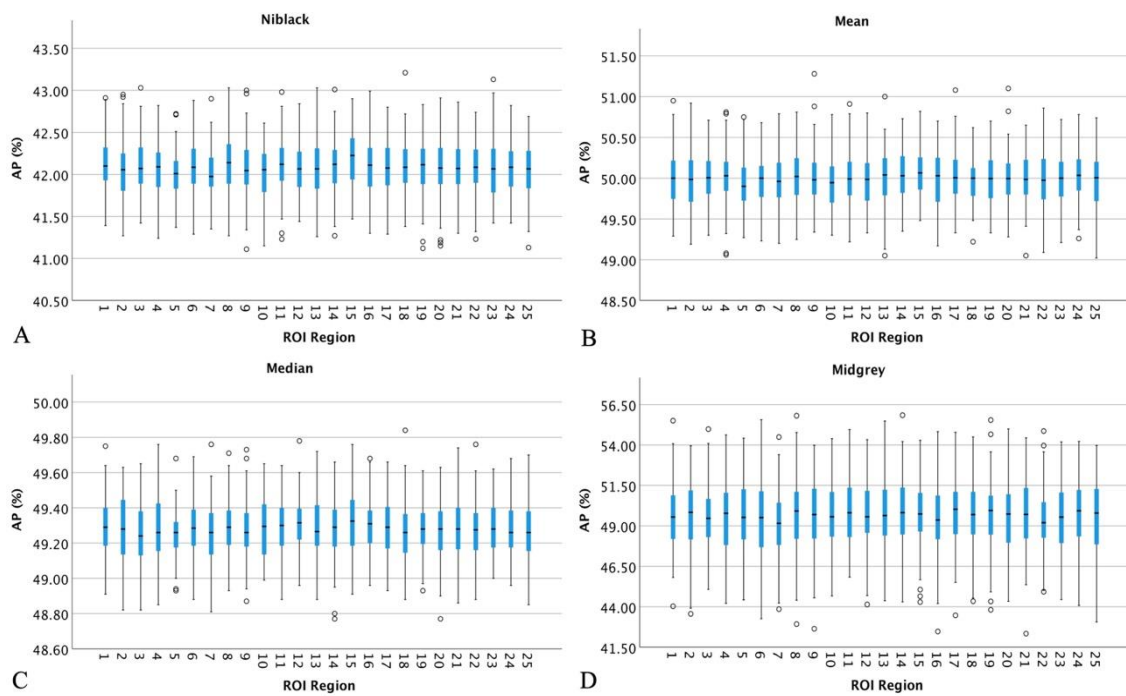 Niblack
AP (%)
43.50
43.00
42.50
42.00
41.50
41.00
40.50
1 2 3 4 5 6 7 8 9 10 11 12 13 14 15 16 17 18 19 20 21 22 23 24 25
ROI Region
A
Mean
AP (%)
51.50
51.00
50.50
50.00
49.50
49.00
48.50
1 2 3 4 5 6 7 8 9 10 11 12 13 14 15 16 17 18 19 20 21 22 23 24 25
ROI Region
B
Median
AP (%)
50.00
49.80
49.60
49.40
49.20
49.00
48.80
48.60
1 2 3 4 5 6 7 8 9 10 11 12 13 14 15 16 17 18 19 20 21 22 23 24 25
ROI Region
C
Midgrey
AP (%)
56.50
54.00
51.50
49.00
46.50
44.00
41.50
1 2 3 4 5 6 7 8 9 10 11 12 13 14 15 16 17 18 19 20 21 22 23 24 25
ROI Region
D